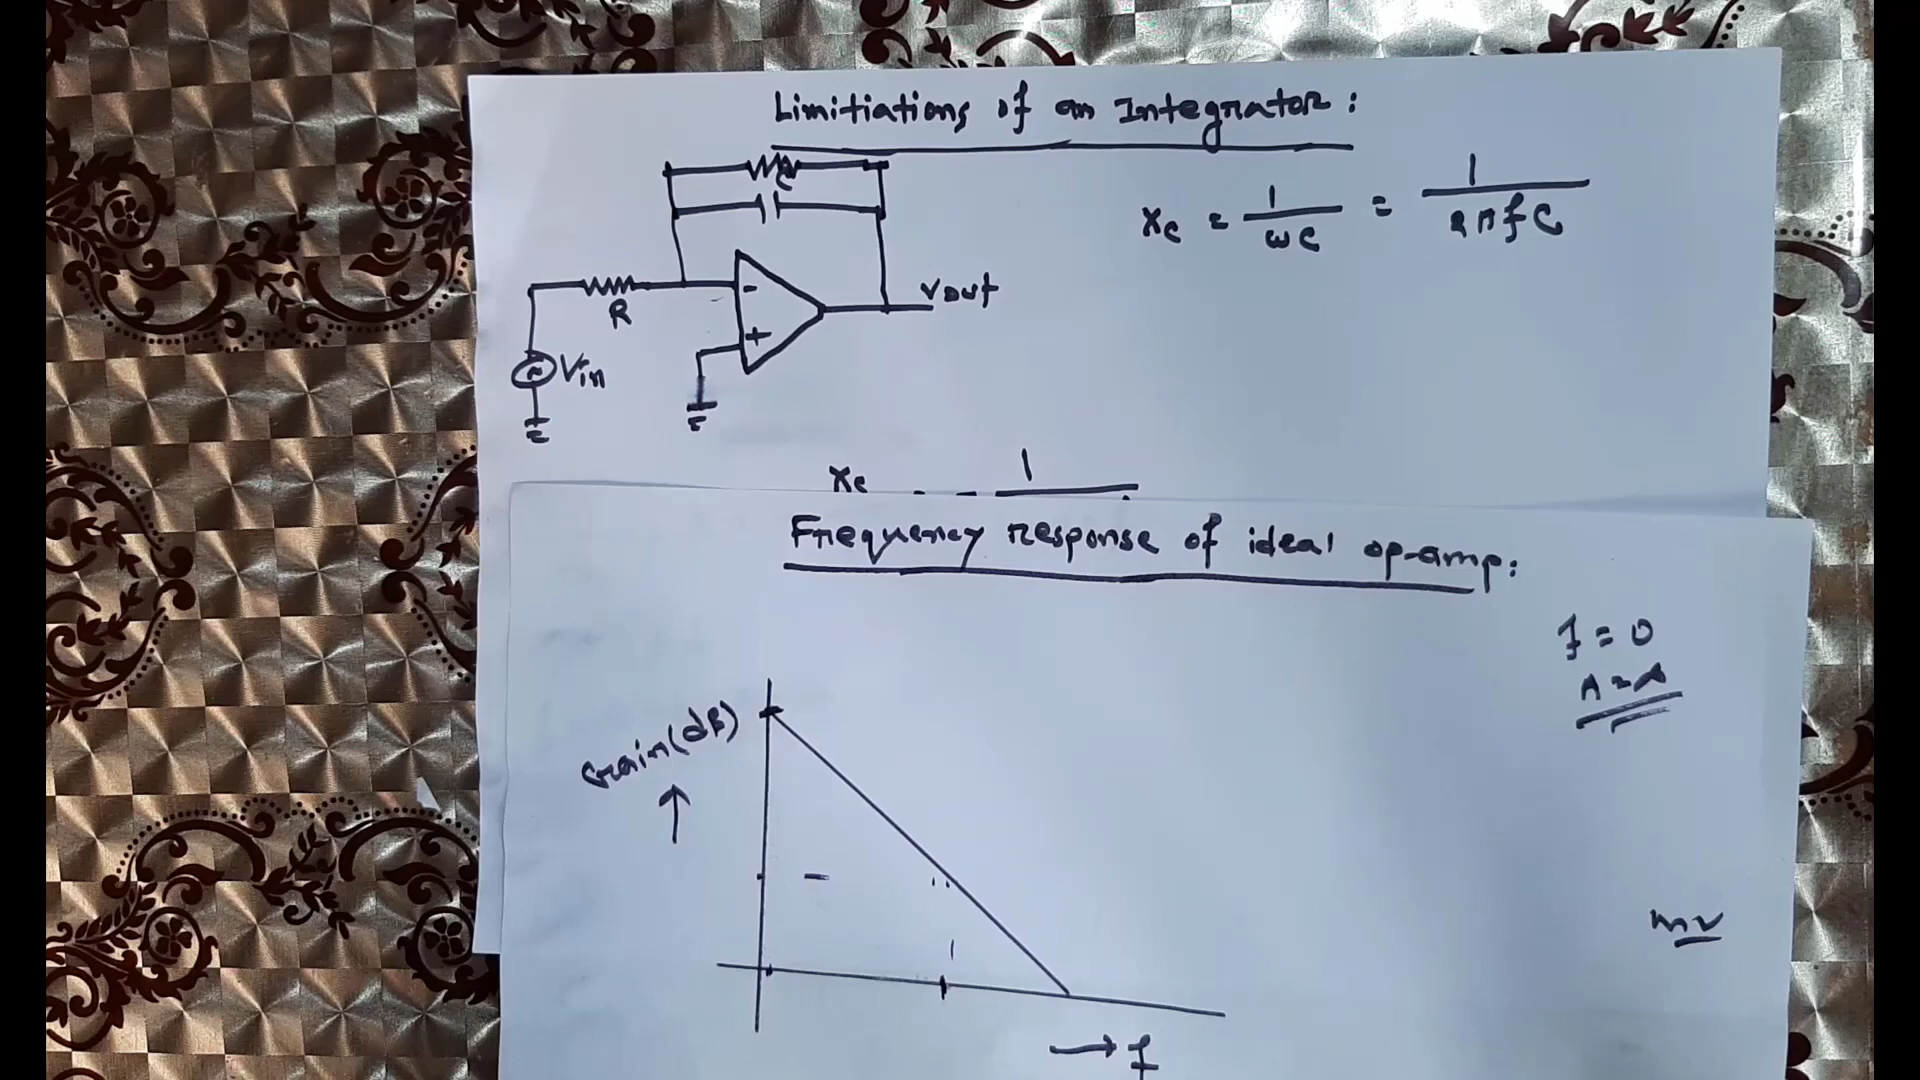 Limitiations of an Integrator:
C
Xc = 1/ωC = 1/2πfC
R
-
+
Vout
Vin
Xc = 1
Frequency response of ideal op-amp:
f = 0
A = A
Gain (dB)
↑
mv
→ f